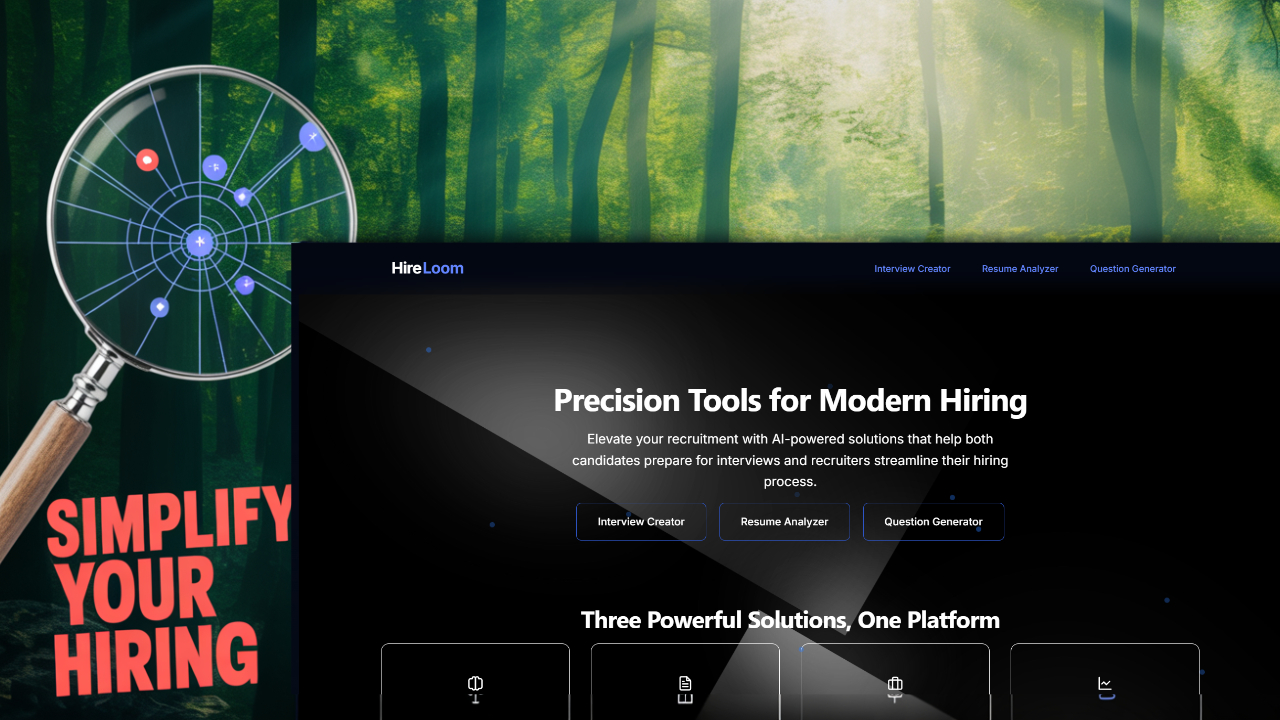 HireLoom
Interview Creator
Resume Analyzer
Question Generator
Precision Tools for Modern Hiring
Elevate your recruitment with AI-powered solutions that help both
candidates prepare for interviews and recruiters streamline their hiring
process.
Interview Creator
Resume Analyzer
Question Generator
SIMPLIFY
YOUR
HIRING
Three Powerful Solutions, One Platform